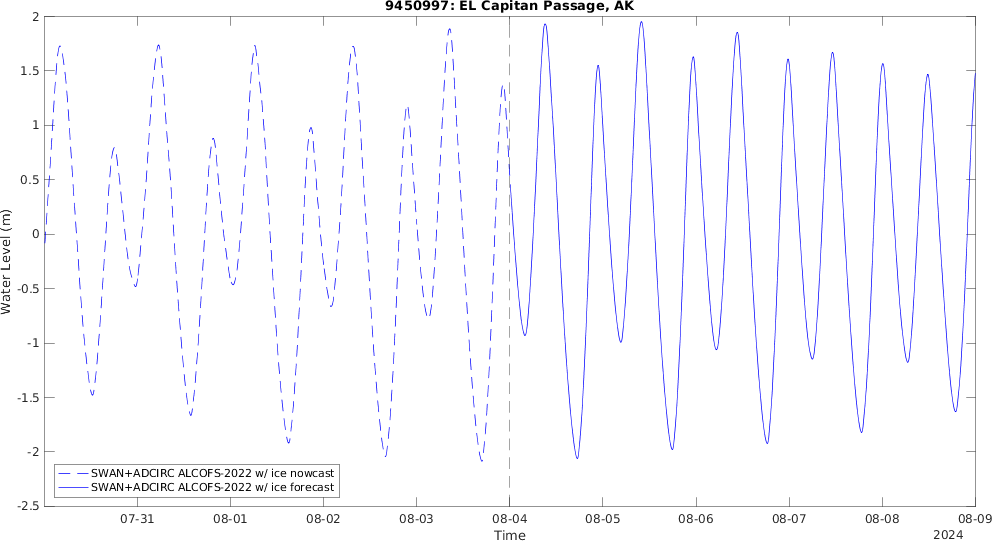 9450997: EL Capitan Passage, AK
Water Level (m)
2
1.5
1
0.5
0
-0.5
-1
-1.5
-2
-2.5
SWAN+ADCIRC ALCOFS-2022 w/ ice nowcast
SWAN+ADCIRC ALCOFS-2022 w/ ice forecast
07-31 08-01 08-02 08-03 08-04 08-05 08-06 08-07 08-08 08-09
Time
2024